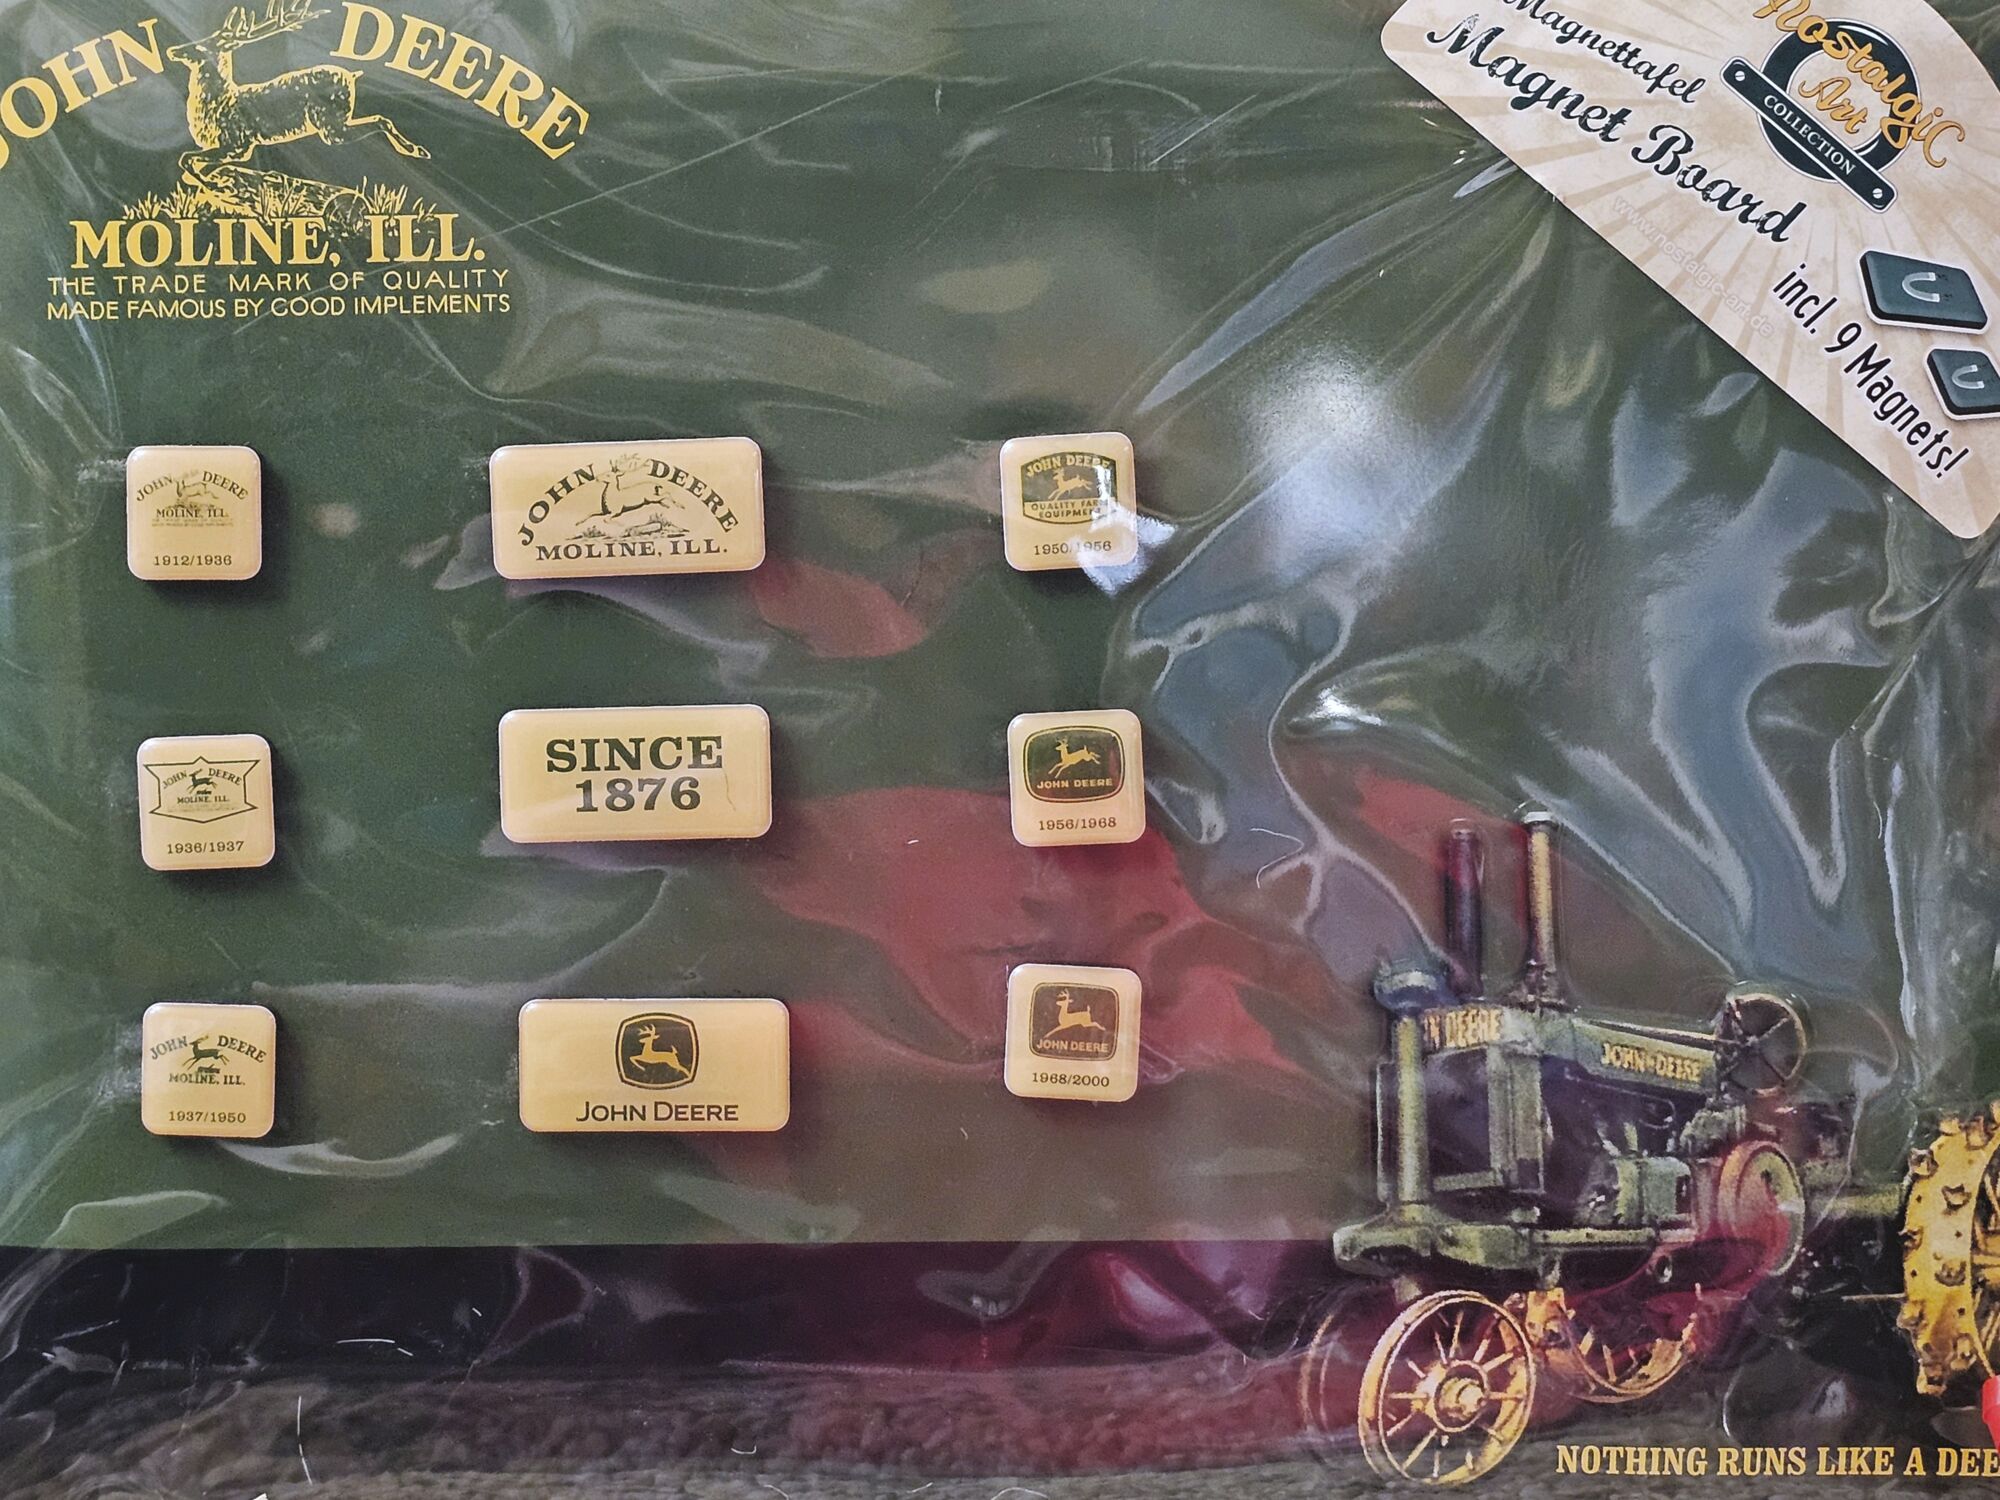 JOHN DEERE
MOLINE, ILL.
THE TRADE MARK OF QUALITY
MADE FAMOUS BY GOOD IMPLEMENTS
Magnettafel
Magnet Board
Nostalgic
Art
COLLECTION
www.nostalgic-art.de
incl. 9 Magnets!
JOHN DEERE
MOLINE, ILL.
1912/1936
JOHN DEERE
MOLINE, ILL.
JOHN DEERE
QUALITY FARM
EQUIPMENT
1950/1956
JOHN DEERE
MOLINE, ILL.
1936/1937
SINCE
1876
JOHN DEERE
1956/1968
JOHN DEERE
MOLINE, ILL.
1937/1950
JOHN DEERE
JOHN DEERE
1968/2000
N DEERE
JOHN DEERE
NOTHING RUNS LIKE A DEE